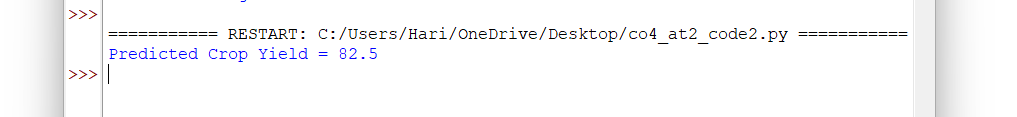 >>>
=========== RESTART: C:/Users/Hari/OneDrive/Desktop/co4_at2_code2.py ===========
Predicted Crop Yield = 82.5
>>>